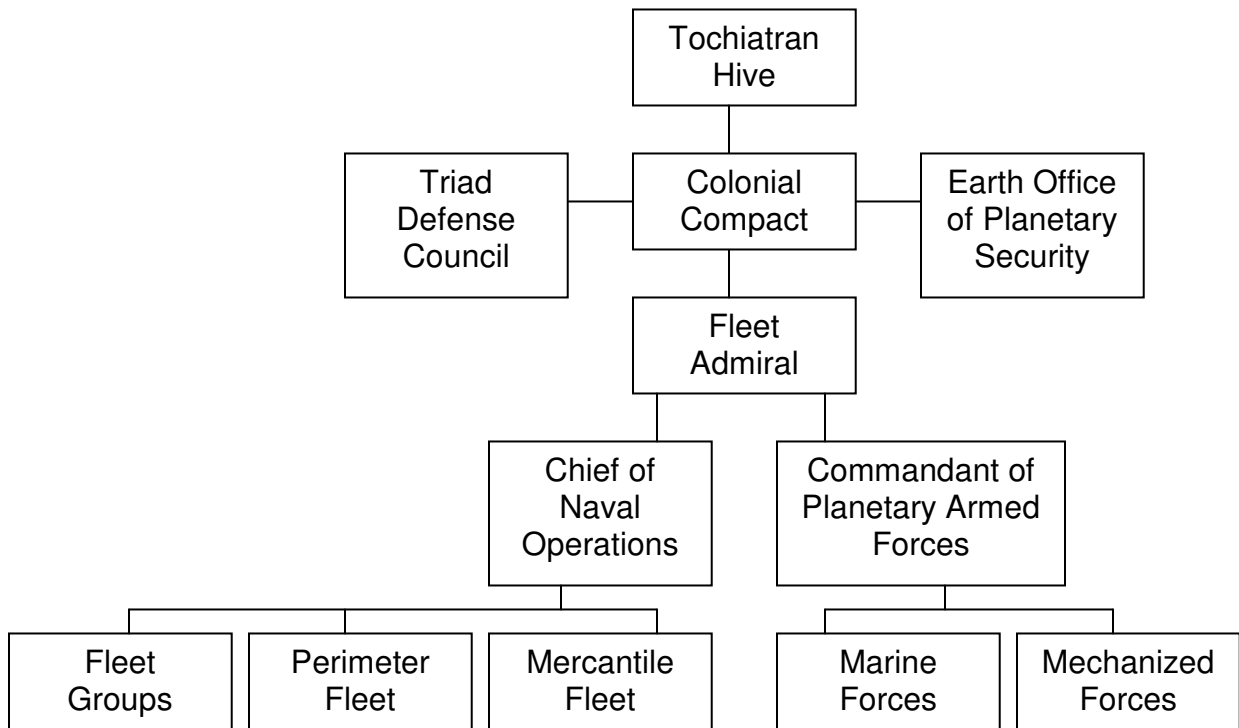 Tochiatran
Hive
Triad
Defense
Council
Colonial
Compact
Earth Office
of Planetary
Security
Fleet
Admiral
Chief of
Naval
Operations
Commandant of
Planetary Armed
Forces
Fleet
Groups
Perimeter
Fleet
Mercantile
Fleet
Marine
Forces
Mechanized
Forces